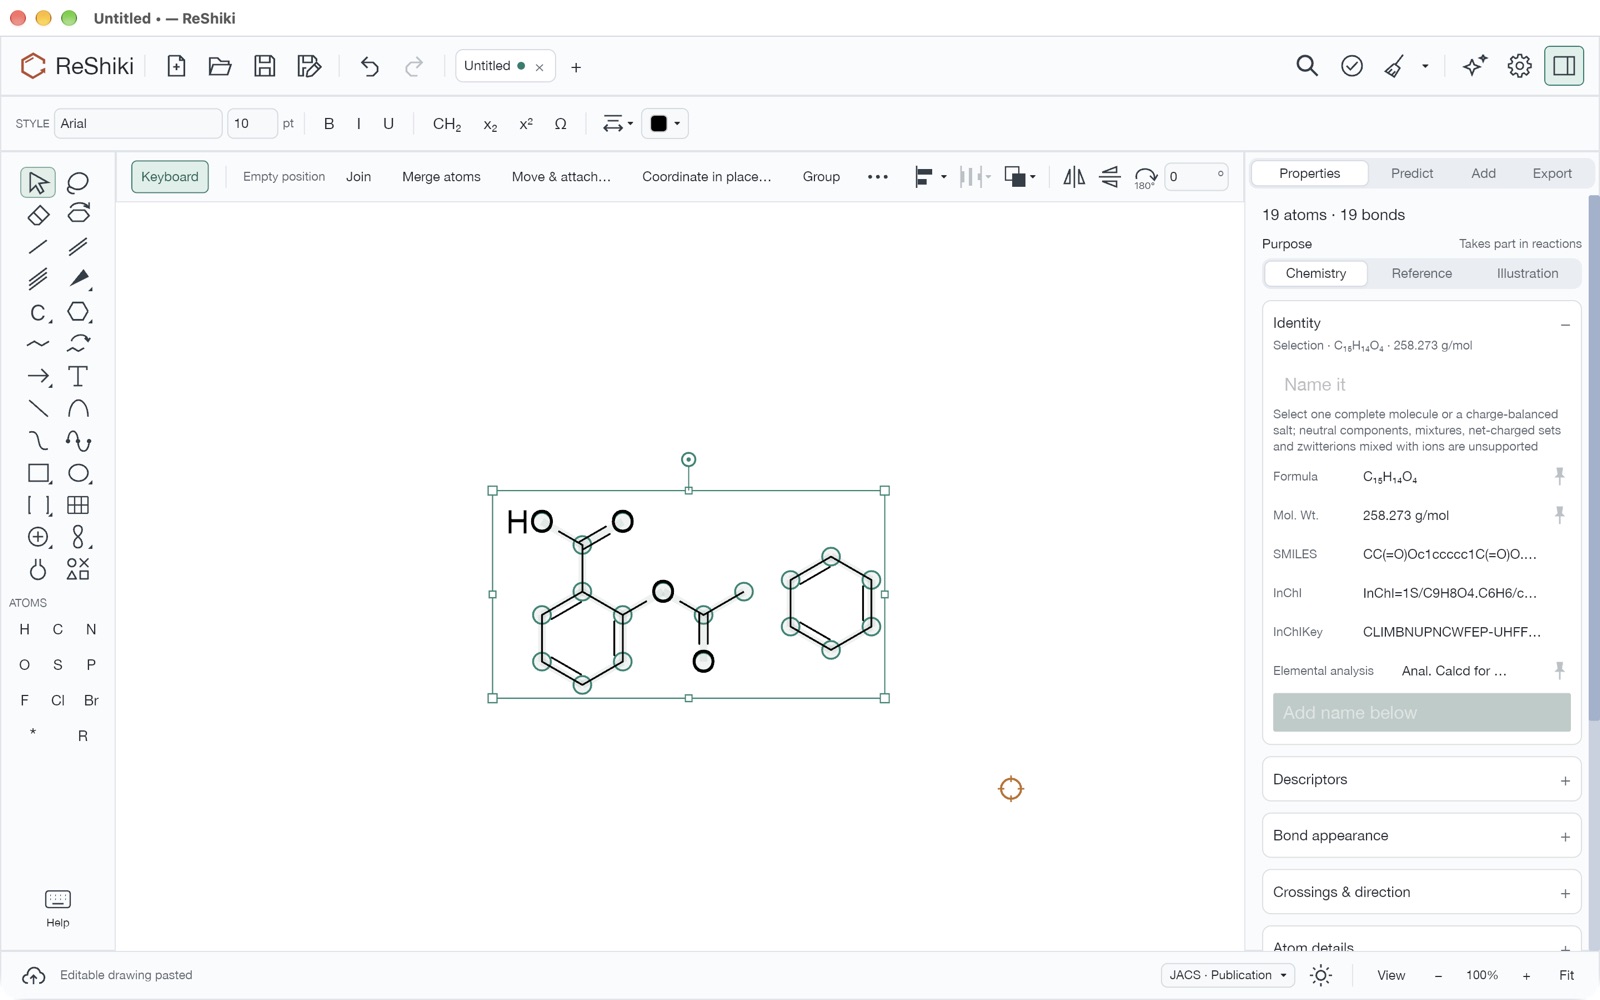 Untitled • — ReShiki
ReShiki
Untitled
STYLE Arial 10 pt B I U CH₂ x₂ x² Ω
Keyboard Empty position Join Merge atoms Move & attach... Coordinate in place... Group 180° 0 °
Properties Predict Add Export
19 atoms · 19 bonds
Purpose Takes part in reactions
Chemistry Reference Illustration
Identity
Selection · C₁₅H₁₄O₄ · 258.273 g/mol
Name it
Select one complete molecule or a charge-balanced
salt; neutral components, mixtures, net-charged sets
and zwitterions mixed with ions are unsupported
Formula C₁₅H₁₄O₄
Mol. Wt. 258.273 g/mol
SMILES CC(=O)Oc1ccccc1C(=O)O....
InChI InChI=1S/C9H8O4.C6H6/c...
InChIKey CLIMBNUPNCWFEP-UHFF...
Elemental analysis Anal. Calcd for ...
Add name below
Descriptors
Bond appearance
Crossings & direction
Atom details
C
T
ATOMS
H C N
O S P
F Cl Br
* R
Help
HO O
O
O
Editable drawing pasted
JACS · Publication View − 100% + Fit